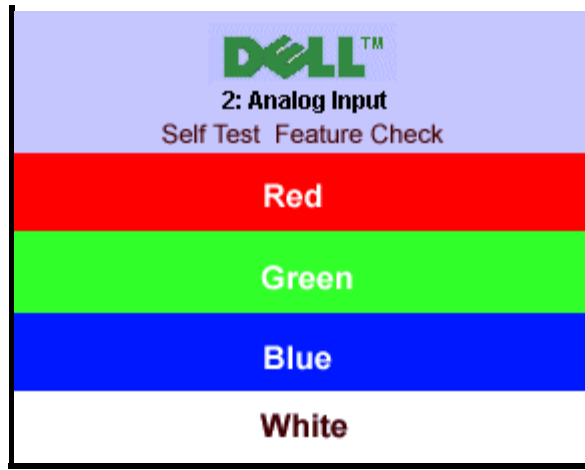 DELL™
2: Analog Input
Self Test Feature Check
Red
Green
Blue
White